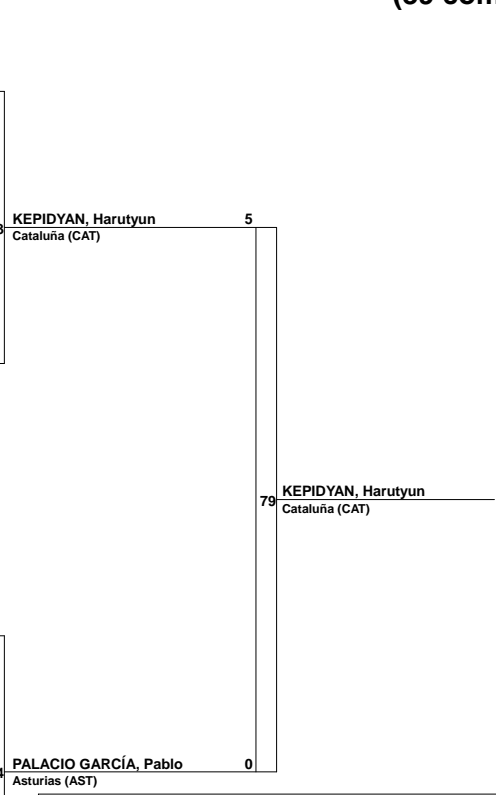 KEPIDYAN, Harutyun 5
Cataluña (CAT)
79
KEPIDYAN, Harutyun
Cataluña (CAT)
PALACIO GARCÍA, Pablo 0
Asturias (AST)